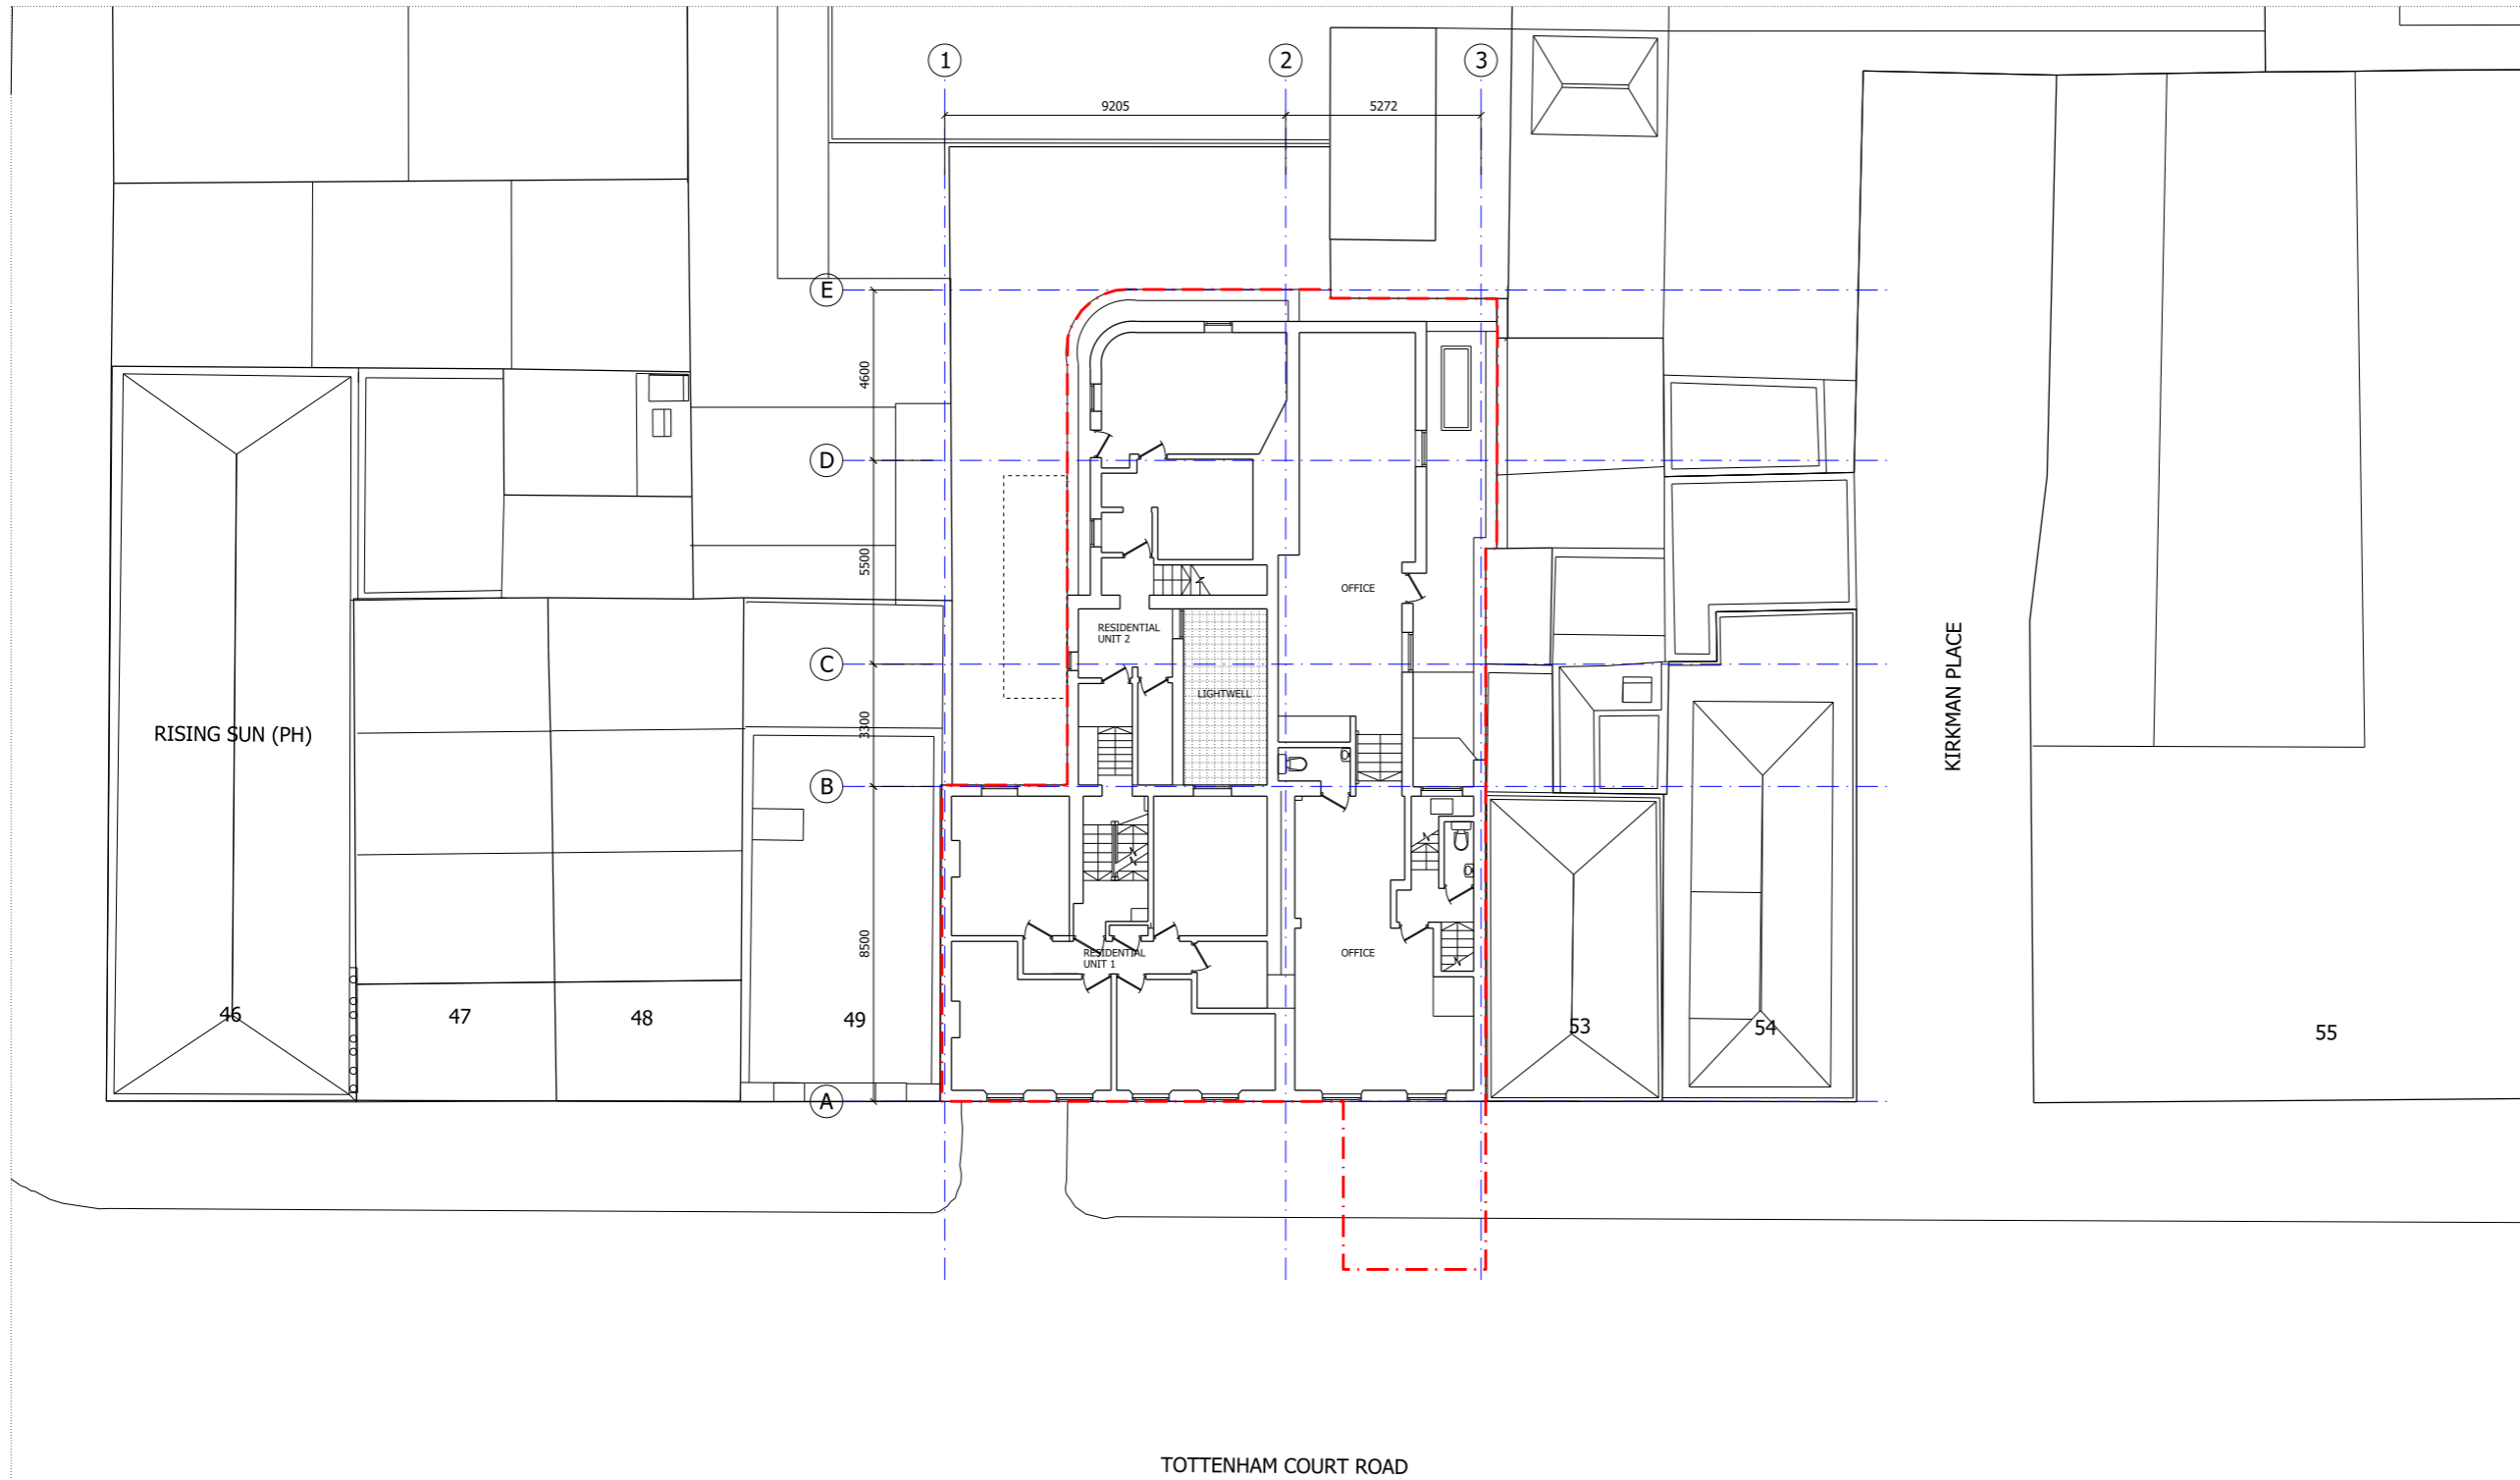 1
2
3
9205
5272
E
4600
D
5500
OFFICE
RESIDENTIAL
UNIT 2
C
LIGHTWELL
3300
RISING SUN (PH)
KIRKMAN PLACE
B
8500
RESIDENTIAL
UNIT 1
OFFICE
46
47
48
49
53
54
55
A
TOTTENHAM COURT ROAD